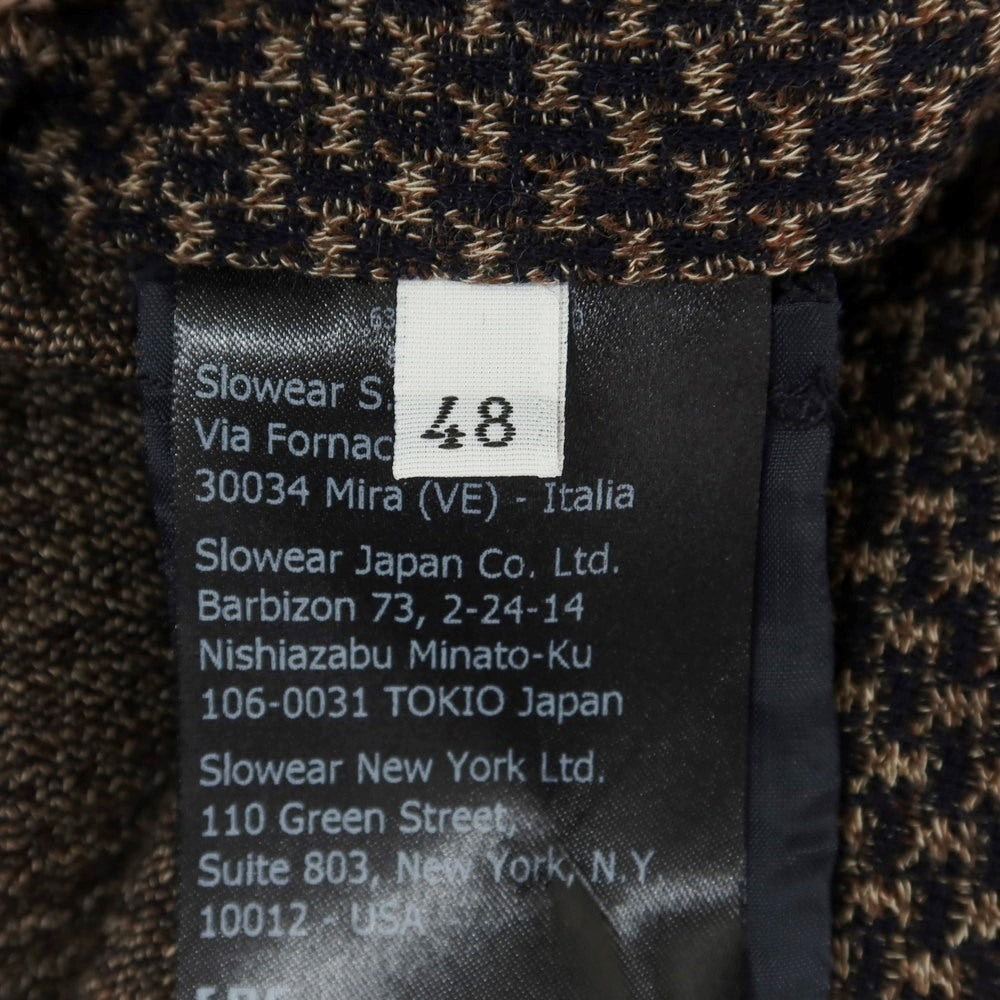 48
Slowear S.
Via Fornac
30034 Mira (VE) - Italia
Slowear Japan Co. Ltd.
Barbizon 73, 2-24-14
Nishiazabu Minato-Ku
106-0031 TOKIO Japan
Slowear New York Ltd.
110 Green Street,
Suite 803, New York, N.Y.
10012 - USA